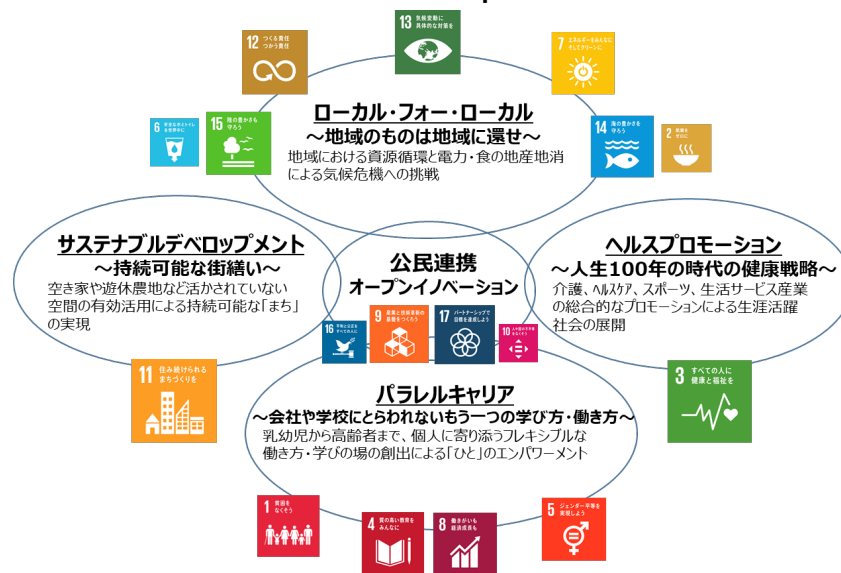 12 つくる責任
つかう責任
13 気候変動に
具体的な対策を
7 エネルギーをみんなに
そしてクリーンに
6 安全な水とトイレ
を世界中に
15 陸の豊かさも
守ろう
ローカル・フォー・ローカル
～地域のものは地域に還せ～
地域における資源循環と電力・食の地産地消
による気候危機への挑戦
14 海の豊かさを
守ろう
2 飢餓を
ゼロに
サステナブルデベロップメント
～持続可能な街繕い～
空き家や遊休農地など活かされていない
空間の有効活用による持続可能な「まち」
の実現
公民連携
オープンイノベーション
ヘルスプロモーション
～人生100年の時代の健康戦略～
介護、ヘルスケア、スポーツ、生活サービス産業
の総合的なプロモーションによる生涯活躍
社会の展開
16 平和と公正を
すべての人に
9 産業と技術革新の
基盤をつくろう
17 パートナーシップで
目標を達成しよう
10 人や国の不平等
をなくそう
11 住み続けられる
まちづくりを
3 すべての人に
健康と福祉を
パラレルキャリア
～会社や学校にとらわれないもう一つの学び方・働き方～
乳幼児から高齢者まで、個人に寄り添うフレキシブルな
働き方・学びの場の創出による「ひと」のエンパワーメント
1 貧困を
なくそう
4 質の高い教育を
みんなに
8 働きがいも
経済成長も
5 ジェンダー平等を
実現しよう